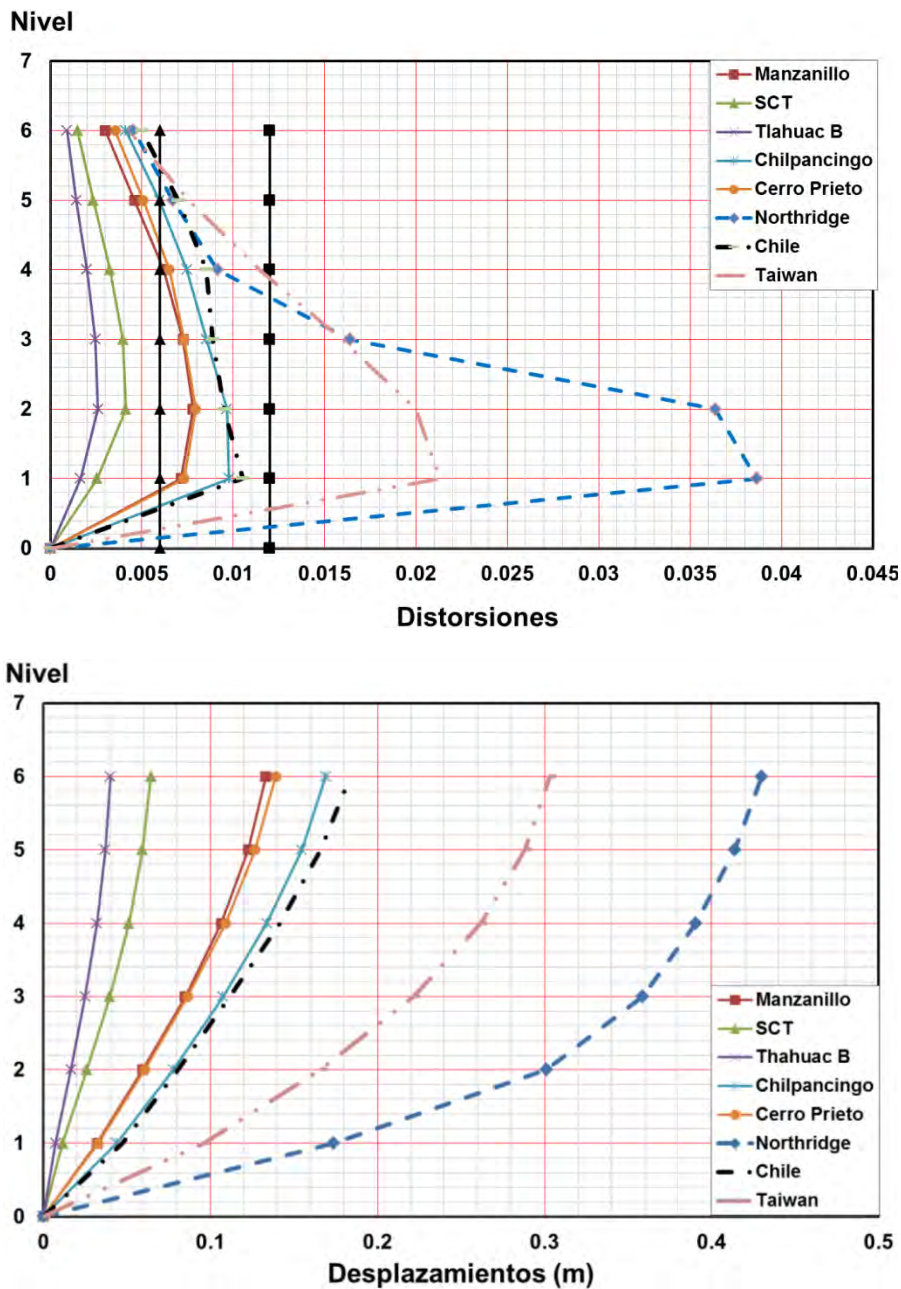 Nivel
7
6
5
4
3
2
1
0
Manzanillo
SCT
Tlahuac B
Chilpancingo
Cerro Prieto
Northridge
Chile
Taiwan
0 0.005 0.01 0.015 0.02 0.025 0.03 0.035 0.04 0.045
Distorsiones
Nivel
7
6
5
4
3
2
1
0
Manzanillo
SCT
Thahuac B
Chilpancingo
Cerro Prieto
Northridge
Chile
Taiwan
0 0.1 0.2 0.3 0.4 0.5
Desplazamientos (m)